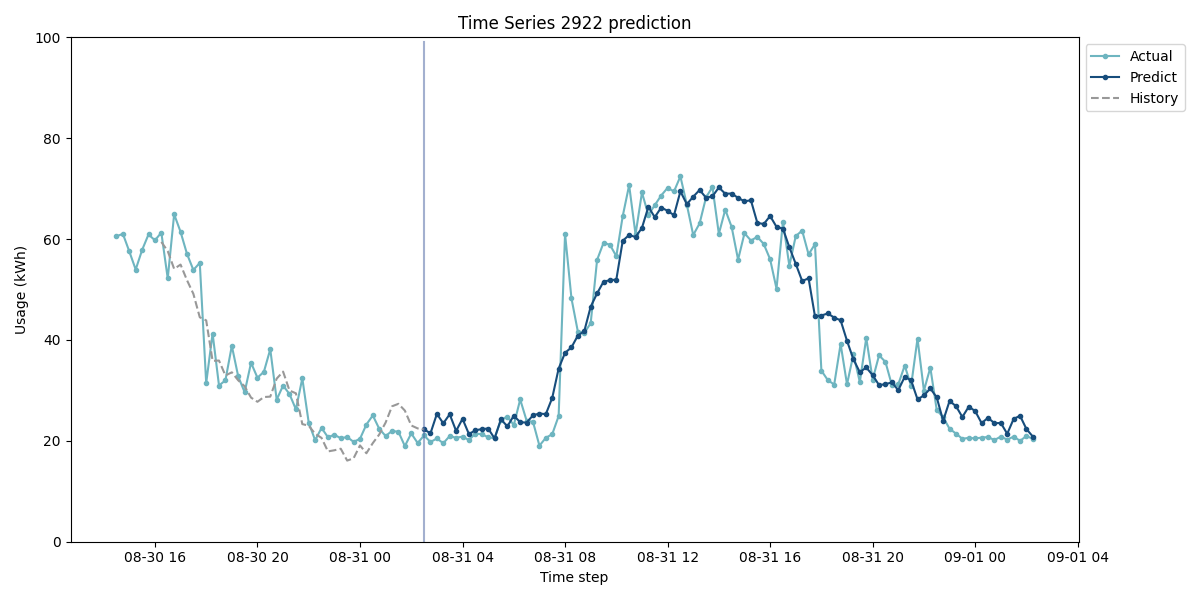 Time Series 2922 prediction
100
80
60
40
20
0
Usage (kWh)
08-30 16
08-30 20
08-31 00
08-31 04
08-31 08
08-31 12
08-31 16
08-31 20
09-01 00
09-01 04
Time step
Actual
Predict
History